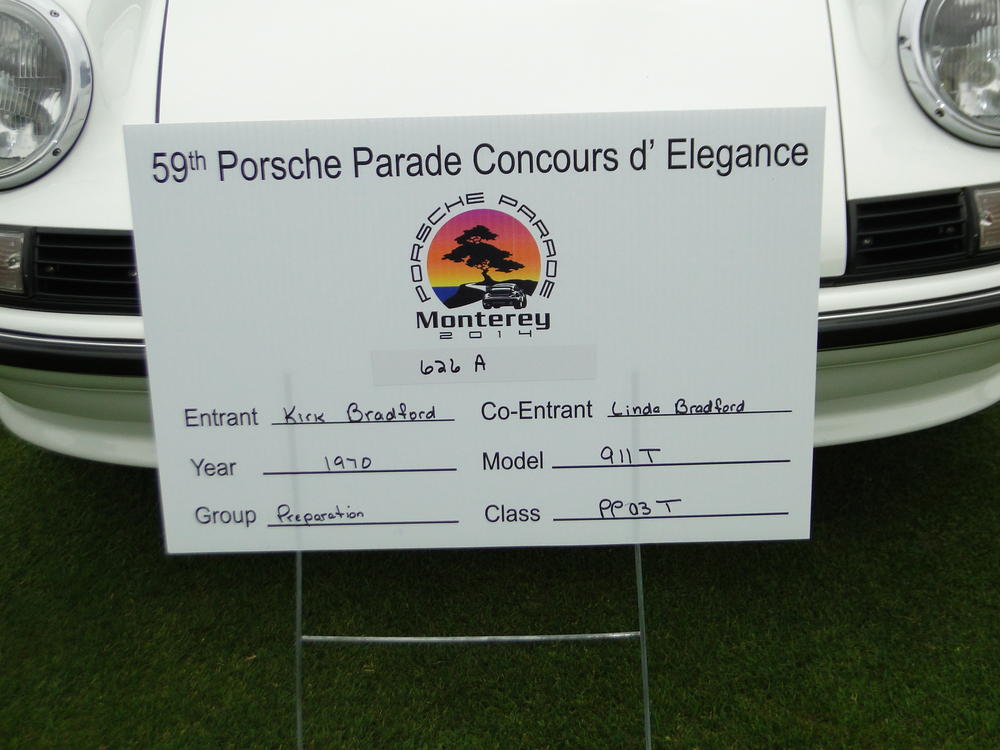 59th Porsche Parade Concours d' Elegance
PORSCHE PARADE
Monterey
2014
626 A
Entrant Kirk Bradford Co-Entrant Linda Bradford
Year 1970 Model 911 T
Group Preparation Class PP03T